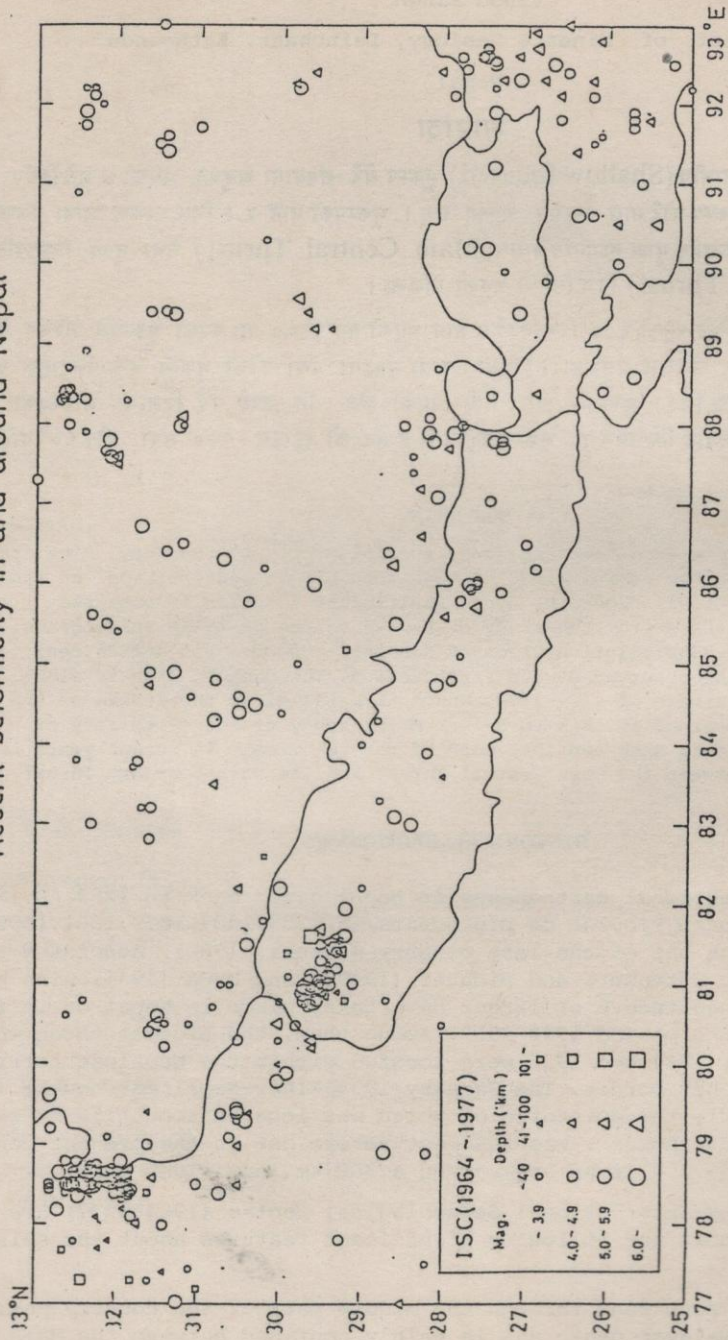 Recent Seismicity in and around Nepal
33°N
32
31
30
29
28
27
26
25
ISC(1964~1977)
Mag. Depth (km)
~40 41~100 101~
~3.9
4.0~4.9
5.0~5.9
6.0~
77 78 79 80 81 82 83 84 85 86 87 88 89 90 91 92 93°E